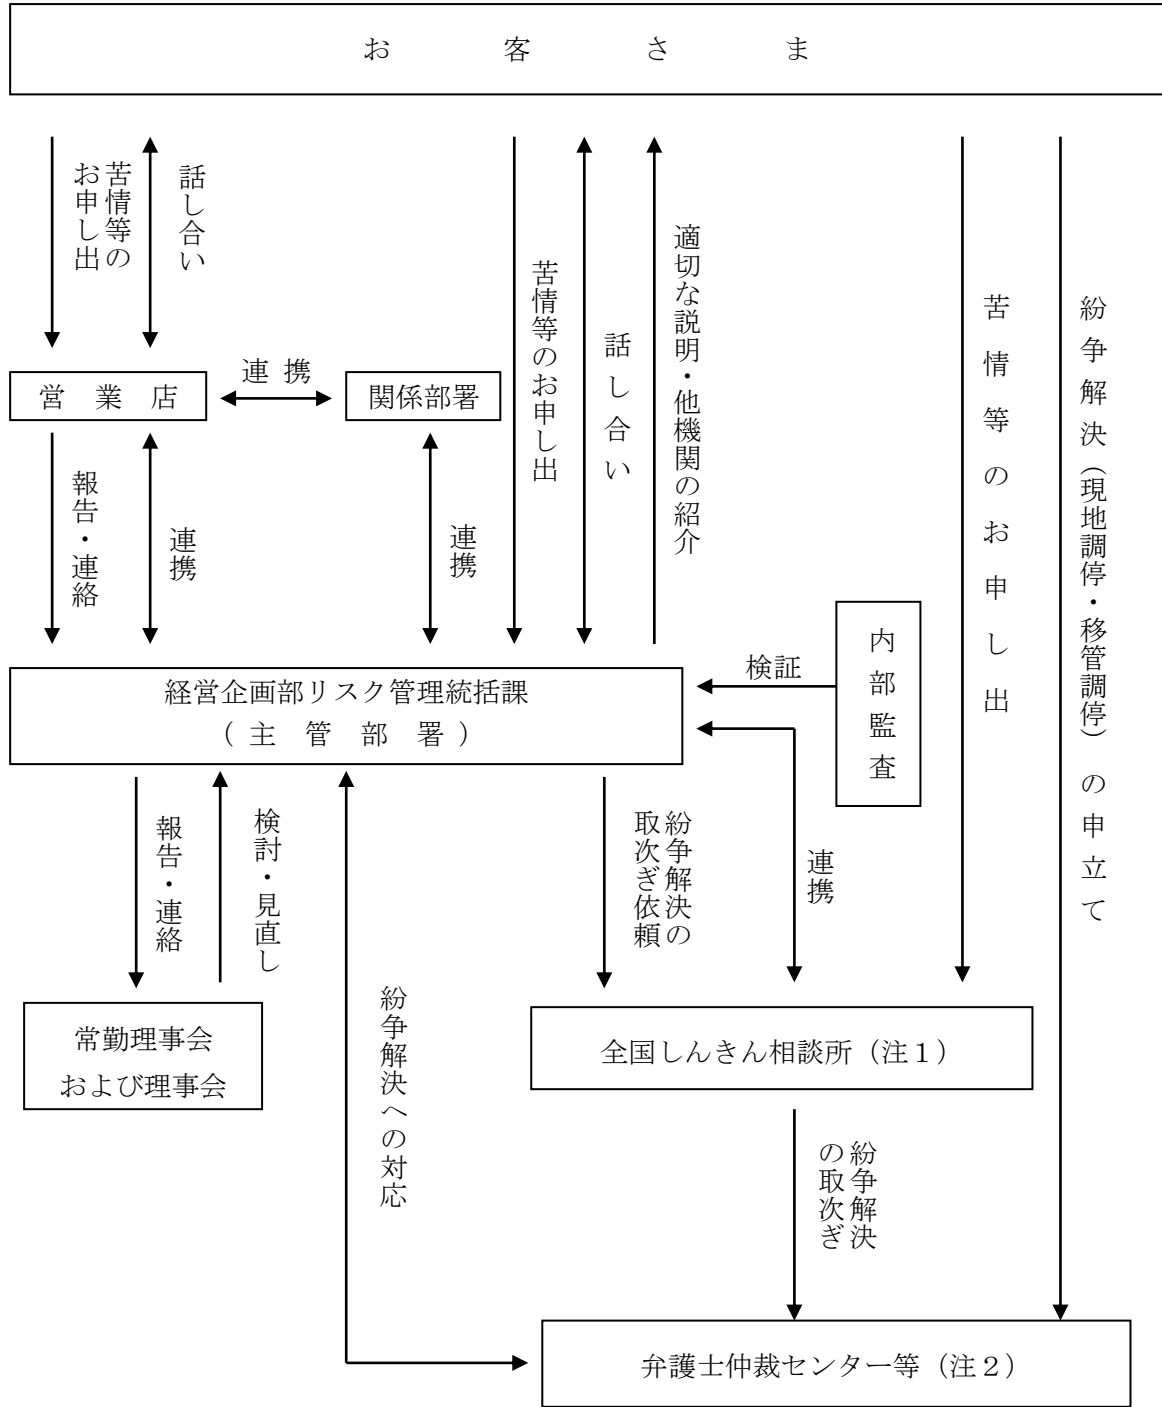 お客さま
苦情等の
お申し出
話し合い
苦情等のお申し出
話し合い
適切な説明・他機関の紹介
苦情等のお申し出
紛争解決(現地調停・移管調停)の申立て
営業店
連携
関係部署
報告・連絡
連携
連携
経営企画部リスク管理統括課
(主管部署)
検証
内部監査
報告・連絡
検討・見直し
紛争解決への対応
紛争解決の
取次ぎ依頼
連携
常勤理事会
および理事会
全国しんきん相談所(注1)
紛争解決
の取次ぎ
弁護士仲裁センター等(注2)